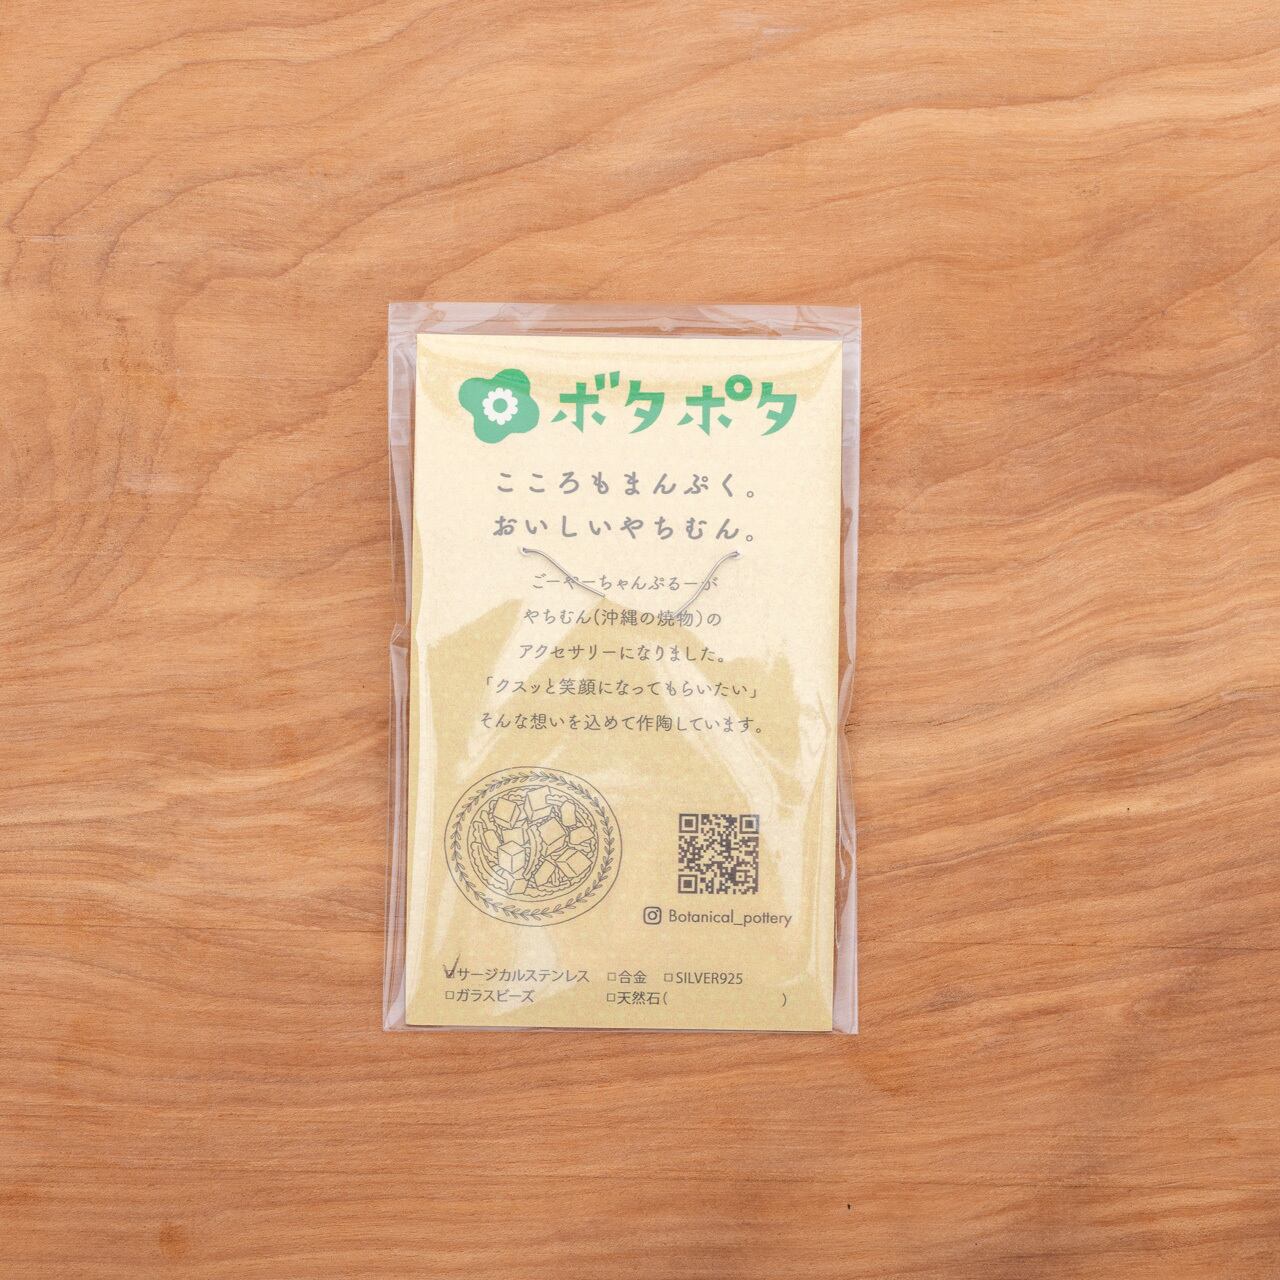 ボタポタ
こころもまんぷく。
おいしいやちむん。
ごーやーちゃんぷるーが
やちむん(沖縄の焼物)の
アクセサリーになりました。
「クスッと笑顔になってもらいたい」
そんな想いを込めて作陶しています。
Botanical_pottery
☑サージカルステンレス □合金 □SILVER925
□ガラスビーズ □天然石( )